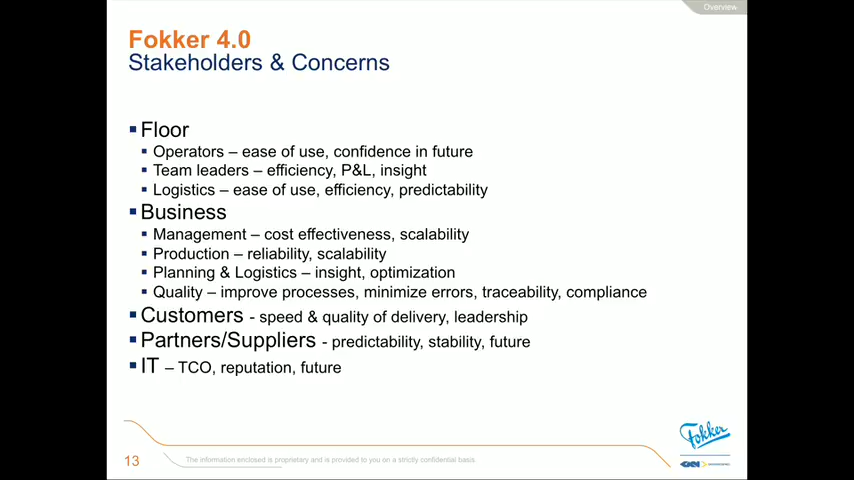 Overview
Fokker 4.0
Stakeholders & Concerns
Floor
Operators – ease of use, confidence in future
Team leaders – efficiency, P&L, insight
Logistics – ease of use, efficiency, predictability
Business
Management – cost effectiveness, scalability
Production – reliability, scalability
Planning & Logistics – insight, optimization
Quality – improve processes, minimize errors, traceability, compliance
Customers - speed & quality of delivery, leadership
Partners/Suppliers - predictability, stability, future
IT – TCO, reputation, future
Fokker
13
The information enclosed is proprietary and is provided to you on a strictly confidential basis.
GKN